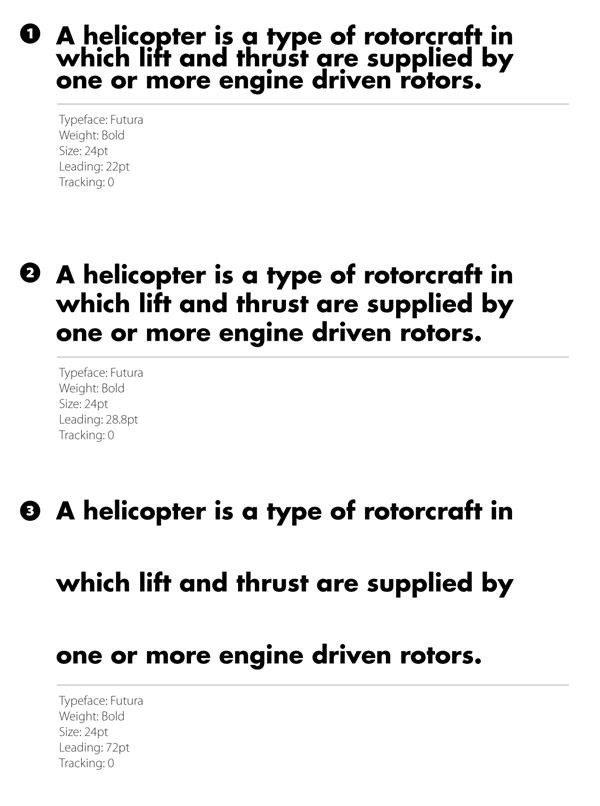 1 A helicopter is a type of rotorcraft in
which lift and thrust are supplied by
one or more engine driven rotors.
Typeface: Futura
Weight: Bold
Size: 24pt
Leading: 22pt
Tracking: 0
2 A helicopter is a type of rotorcraft in
which lift and thrust are supplied by
one or more engine driven rotors.
Typeface: Futura
Weight: Bold
Size: 24pt
Leading: 28.8pt
Tracking: 0
3 A helicopter is a type of rotorcraft in
which lift and thrust are supplied by
one or more engine driven rotors.
Typeface: Futura
Weight: Bold
Size: 24pt
Leading: 72pt
Tracking: 0